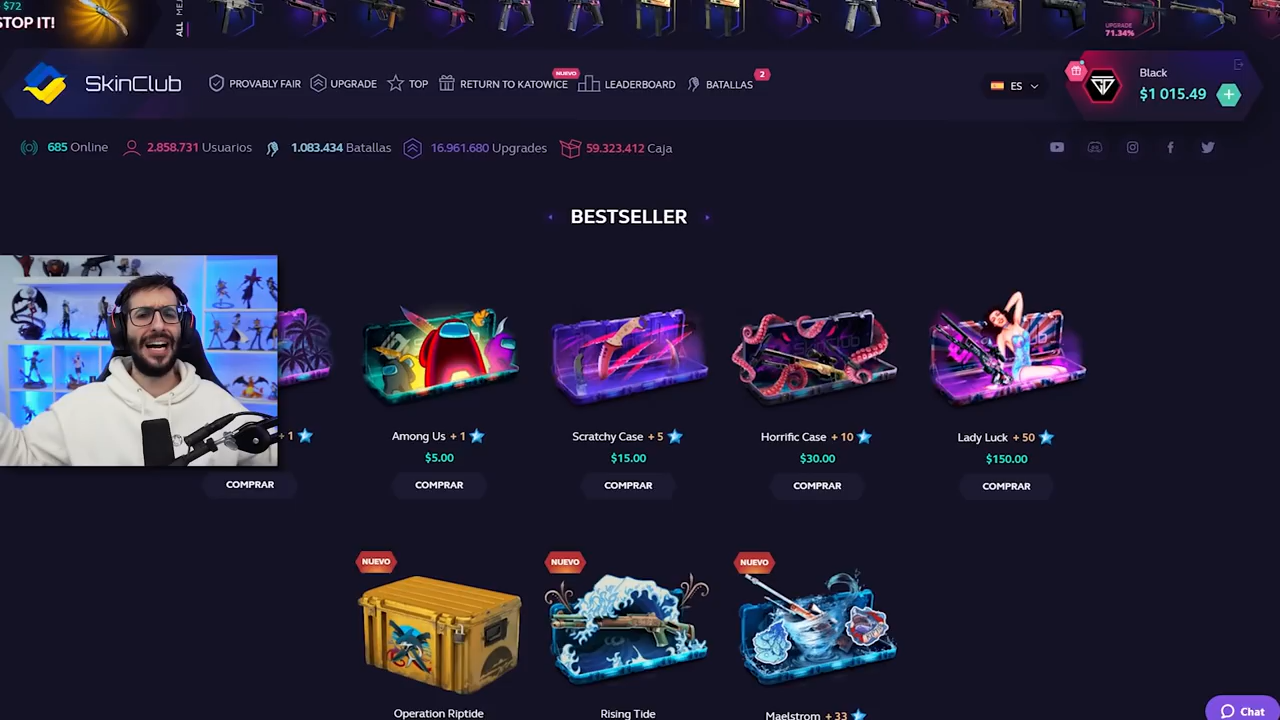 $72
STOP IT!
ALL
UPGRADE
71.34%
SkinClub
PROVABLY FAIR
UPGRADE
TOP
RETURN TO KATOWICE
NUEVO
LEADERBOARD
BATALLAS
2
ES
Black
$1 015.49
685 Online
2.858.731 Usuarios
1.083.434 Batallas
16.961.680 Upgrades
59.323.412 Caja
BESTSELLER
+ 1
Among Us + 1
Scratchy Case + 5
Horrific Case + 10
Lady Luck + 50
$5.00
$15.00
$30.00
$150.00
COMPRAR
COMPRAR
COMPRAR
COMPRAR
COMPRAR
NUEVO
NUEVO
NUEVO
Operation Riptide
Rising Tide
Maelstrom + 33
Chat